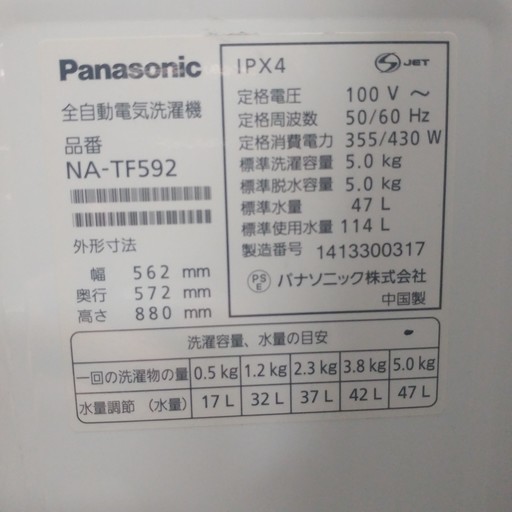 Panasonic
全自動電気洗濯機
品番
NA-TF592
外形寸法
幅 562 mm
奥行 572 mm
高さ 880 mm
IPX4
S JET
定格電圧 100 V ～
定格周波数 50/60 Hz
定格消費電力 355/430 W
標準洗濯容量 5.0 kg
標準脱水容量 5.0 kg
標準水量 47 L
標準使用水量 114 L
製造番号 1413300317
PS E パナソニック株式会社
中国製
洗濯容量、水量の目安
一回の洗濯物の量 0.5 kg 1.2 kg 2.3 kg 3.8 kg 5.0 kg
水量調節 （水量） 17 L 32 L 37 L 42 L 47 L